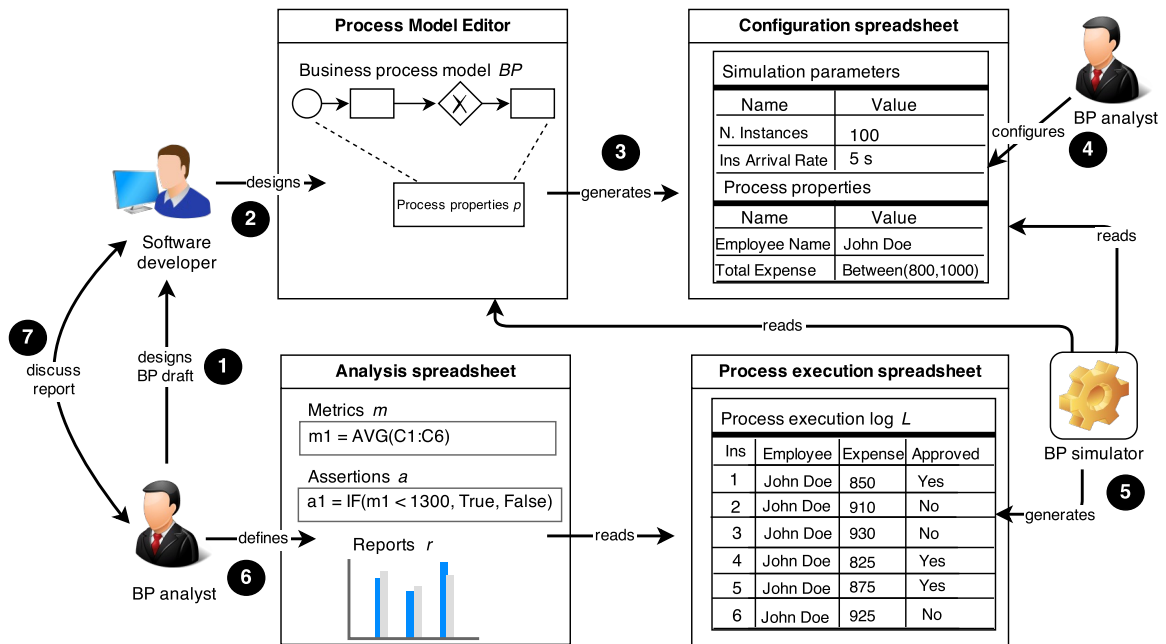 Process Model Editor
Business process model BP
X
Process properties p
Configuration spreadsheet
Simulation parameters
Name Value
N. Instances 100
Ins Arrival Rate 5 s
Process properties
Name Value
Employee Name John Doe
Total Expense Between(800,1000)
BP analyst
configures
4
3
generates
designs
2
Software
developer
reads
reads
7
discuss
report
designs
BP draft
1
BP analyst
defines
6
Analysis spreadsheet
Metrics m
m1 = AVG(C1:C6)
Assertions a
a1 = IF(m1 < 1300, True, False)
Reports r
reads
Process execution spreadsheet
Process execution log L
Ins Employee Expense Approved
1 John Doe 850 Yes
2 John Doe 910 No
3 John Doe 930 No
4 John Doe 825 Yes
5 John Doe 875 Yes
6 John Doe 925 No
BP simulator
5
generates